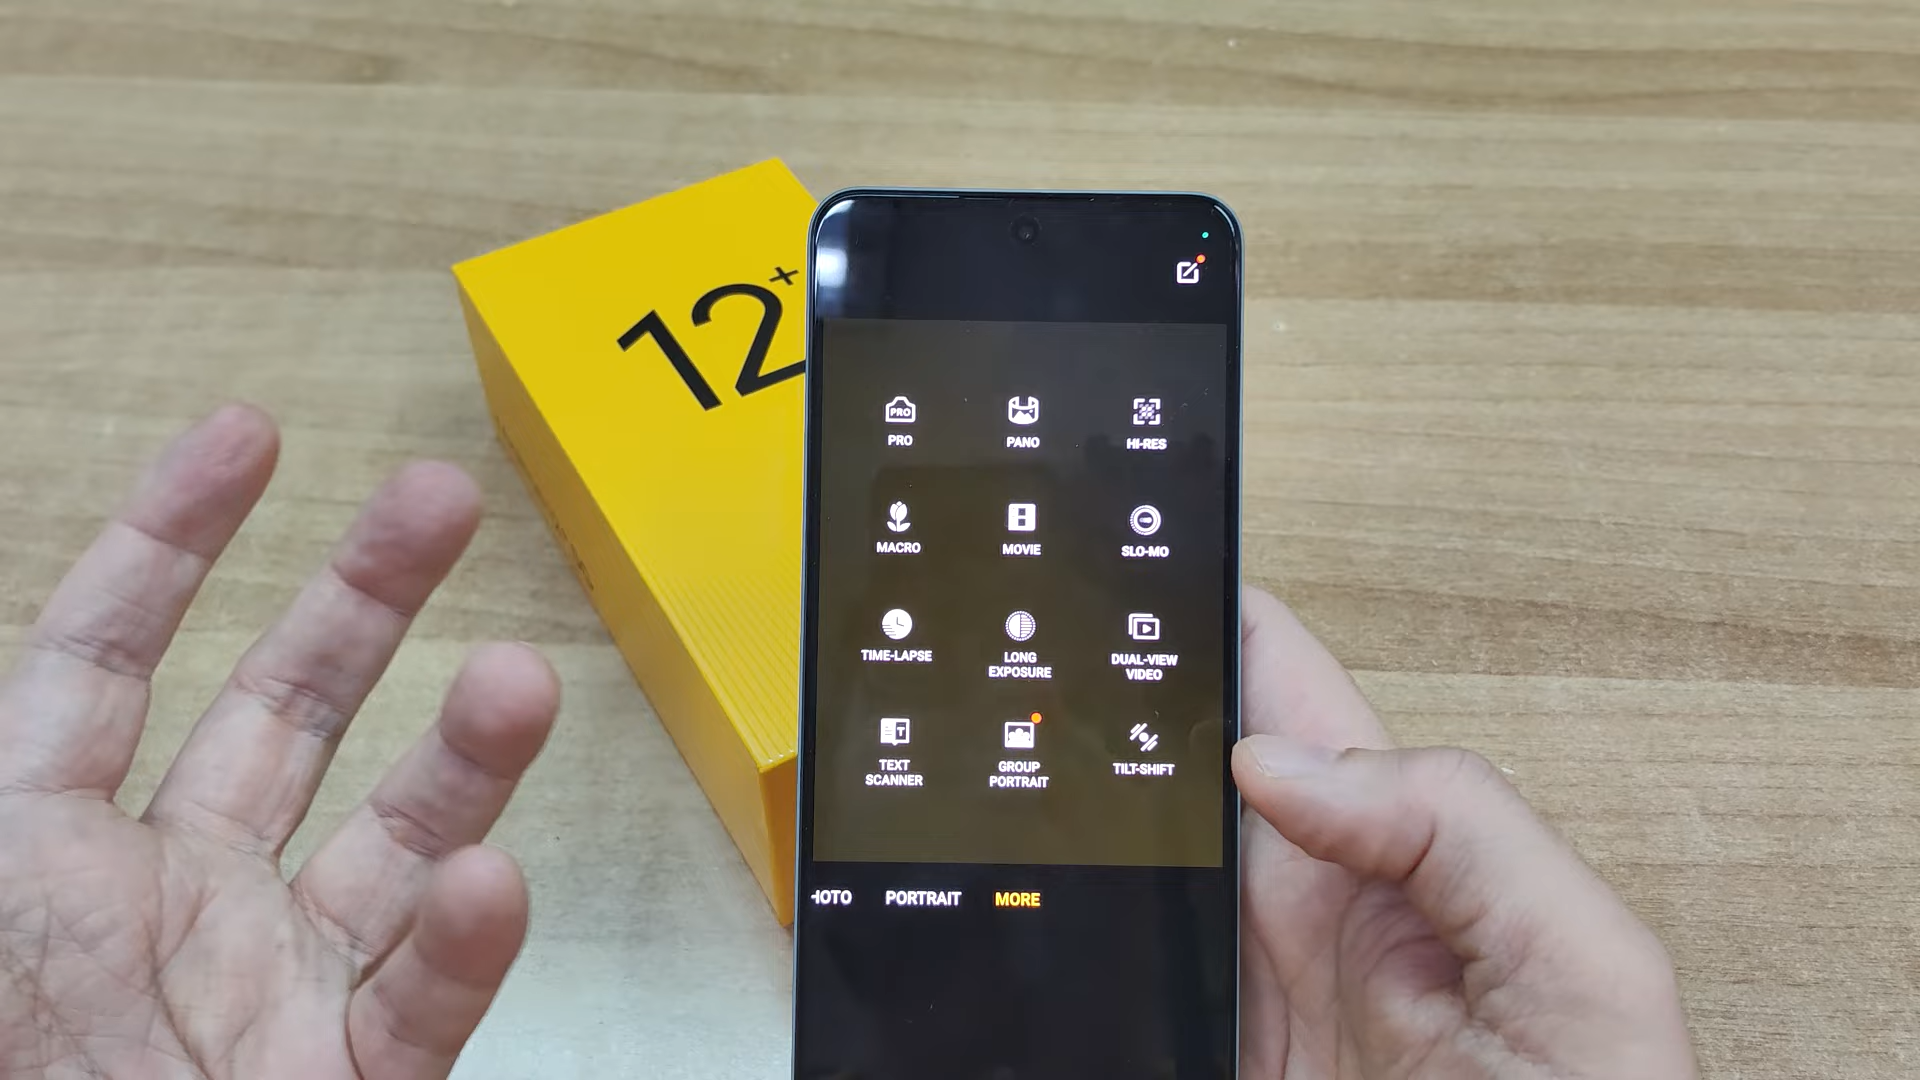 12+
PRO
PANO
HI-RES
MACRO
MOVIE
SLO-MO
TIME-LAPSE
LONG
EXPOSURE
DUAL-VIEW
VIDEO
TEXT
SCANNER
GROUP
PORTRAIT
TILT-SHIFT
HOTO
PORTRAIT
MORE